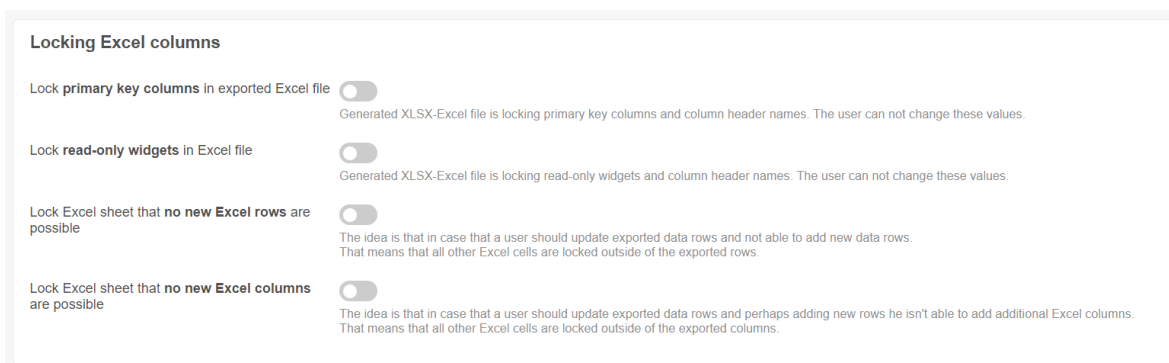 Locking Excel columns
Lock primary key columns in exported Excel file
Generated XLSX-Excel file is locking primary key columns and column header names. The user can not change these values.
Lock read-only widgets in Excel file
Generated XLSX-Excel file is locking read-only widgets and column header names. The user can not change these values.
Lock Excel sheet that no new Excel rows are
possible
The idea is that in case that a user should update exported data rows and not able to add new data rows.
That means that all other Excel cells are locked outside of the exported rows.
Lock Excel sheet that no new Excel columns
are possible
The idea is that in case that a user should update exported data rows and perhaps adding new rows he isn't able to add additional Excel columns.
That means that all other Excel cells are locked outside of the exported columns.